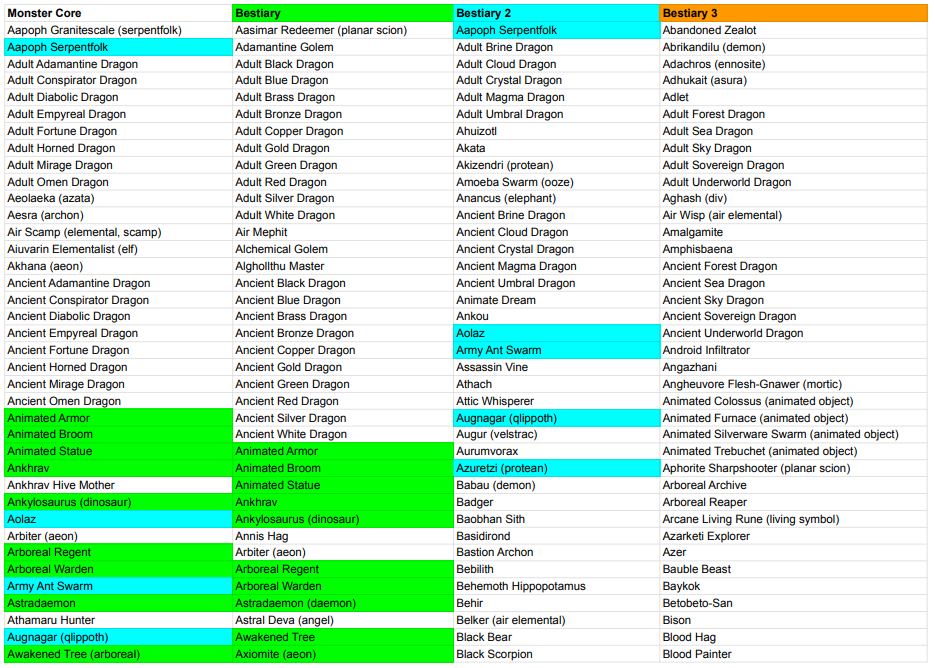 Monster Core Bestiary Bestiary 2 Bestiary 3
Aapoph Granitescale (serpentfolk) Aasimar Redeemer (planar scion) Aapoph Serpentfolk Abandoned Zealot
Aapoph Serpentfolk Adamantine Golem Adult Brine Dragon Abrikandilu (demon)
Adult Adamantine Dragon Adult Black Dragon Adult Cloud Dragon Adachros (ennosite)
Adult Conspirator Dragon Adult Blue Dragon Adult Crystal Dragon Adhukait (asura)
Adult Diabolic Dragon Adult Brass Dragon Adult Magma Dragon Adlet
Adult Empyreal Dragon Adult Bronze Dragon Adult Umbral Dragon Adult Forest Dragon
Adult Fortune Dragon Adult Copper Dragon Ahuizotl Adult Sea Dragon
Adult Horned Dragon Adult Gold Dragon Akata Adult Sky Dragon
Adult Mirage Dragon Adult Green Dragon Akizendri (protean) Adult Sovereign Dragon
Adult Omen Dragon Adult Red Dragon Amoeba Swarm (ooze) Adult Underworld Dragon
Aeolaeka (azata) Adult Silver Dragon Anancus (elephant) Aghash (div)
Aesra (archon) Adult White Dragon Ancient Brine Dragon Air Wisp (air elemental)
Air Scamp (elemental, scamp) Air Mephit Ancient Cloud Dragon Amalgamite
Aiuvarin Elementalist (elf) Alchemical Golem Ancient Crystal Dragon Amphisbaena
Akhana (aeon) Alghollthu Master Ancient Magma Dragon Ancient Forest Dragon
Ancient Adamantine Dragon Ancient Black Dragon Ancient Umbral Dragon Ancient Sea Dragon
Ancient Conspirator Dragon Ancient Blue Dragon Animate Dream Ancient Sky Dragon
Ancient Diabolic Dragon Ancient Brass Dragon Ankou Ancient Sovereign Dragon
Ancient Empyreal Dragon Ancient Bronze Dragon Aolaz Ancient Underworld Dragon
Ancient Fortune Dragon Ancient Copper Dragon Army Ant Swarm Android Infiltrator
Ancient Horned Dragon Ancient Gold Dragon Assassin Vine Angazhani
Ancient Mirage Dragon Ancient Green Dragon Athach Angheuvore Flesh-Gnawer (mortic)
Ancient Omen Dragon Ancient Red Dragon Attic Whisperer Animated Colossus (animated object)
Animated Armor Ancient Silver Dragon Augnagar (qlippoth) Animated Furnace (animated object)
Animated Broom Ancient White Dragon Augur (velstrac) Animated Silverware Swarm (animated object)
Animated Statue Animated Armor Aurumvorax Animated Trebuchet (animated object)
Ankhrav Animated Broom Azuretzi (protean) Aphorite Sharpshooter (planar scion)
Ankhrav Hive Mother Animated Statue Babau (demon) Arboreal Archive
Ankylosaurus (dinosaur) Ankhrav Badger Arboreal Reaper
Aolaz Ankylosaurus (dinosaur) Baobhan Sith Arcane Living Rune (living symbol)
Arbiter (aeon) Annis Hag Basidirond Azarketi Explorer
Arboreal Regent Arbiter (aeon) Bastion Archon Azer
Arboreal Warden Arboreal Regent Bebilith Bauble Beast
Army Ant Swarm Arboreal Warden Behemoth Hippopotamus Baykok
Astradaemon Astradaemon (daemon) Behir Betobeto-San
Athamaru Hunter Astral Deva (angel) Belker (air elemental) Bison
Augnagar (qlippoth) Awakened Tree Black Bear Blood Hag
Awakened Tree (arboreal) Axiomite (aeon) Black Scorpion Blood Painter